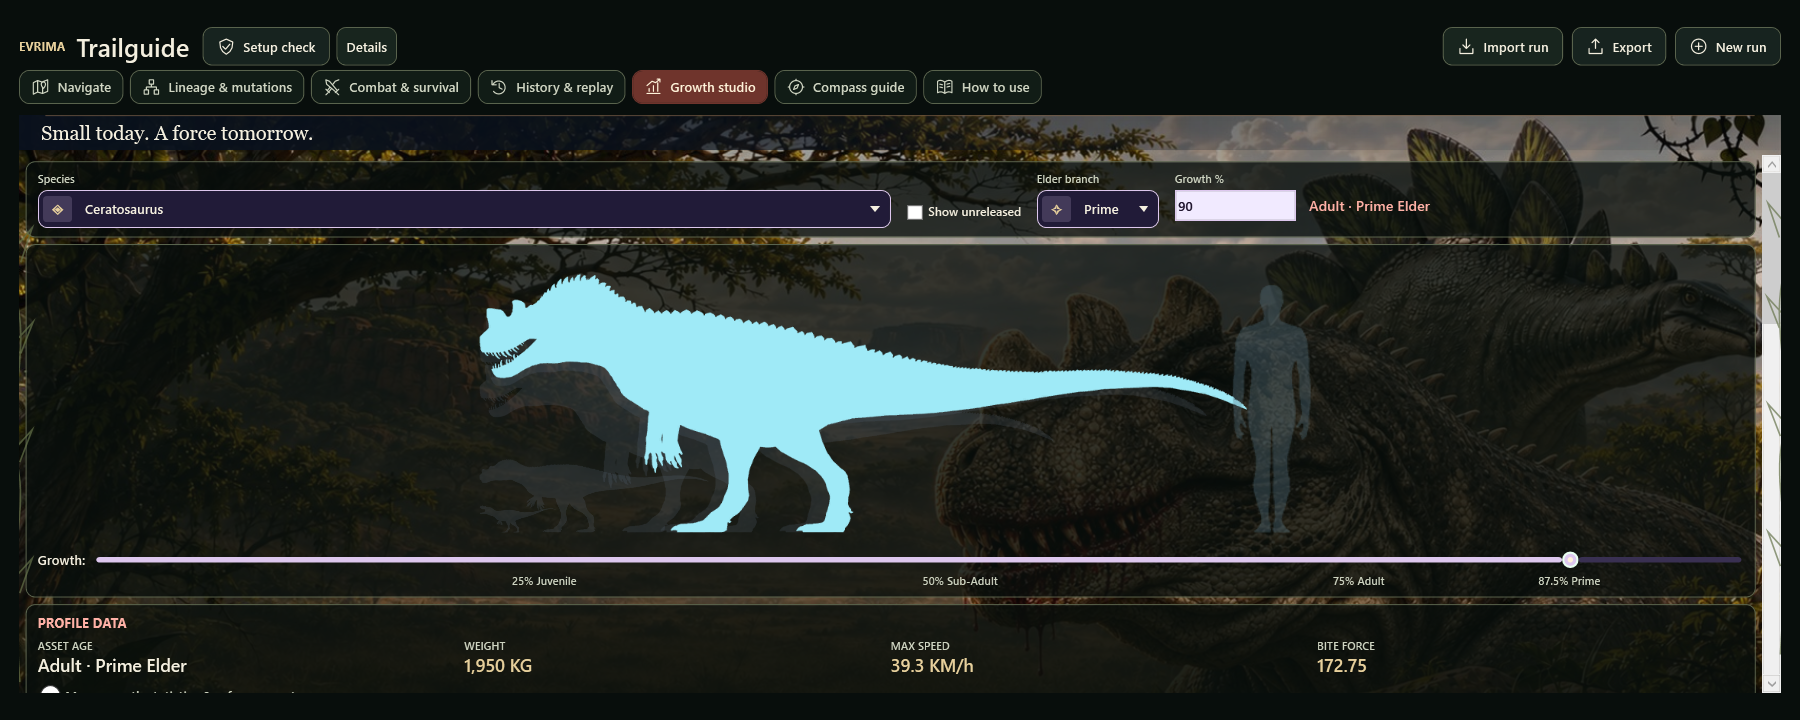 EVRIMA Trailguide Setup check Details Import run Export New run
Navigate Lineage & mutations Combat & survival History & replay Growth studio Compass guide How to use
Small today. A force tomorrow.
Species Elder branch Growth %
Ceratosaurus Show unreleased Prime 90 Adult · Prime Elder
Growth:
25% Juvenile 50% Sub-Adult 75% Adult 87.5% Prime
PROFILE DATA
ASSET AGE WEIGHT MAX SPEED BITE FORCE
Adult · Prime Elder 1,950 KG 39.3 KM/h 172.75